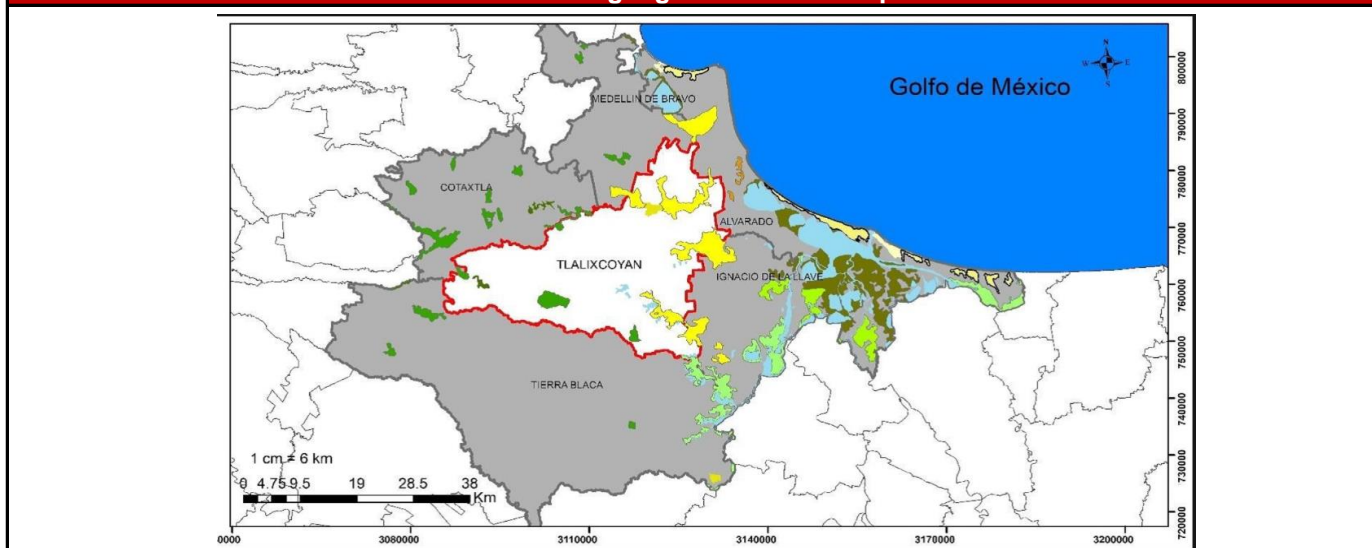 N
W E
S
Golfo de México
MEDELLIN DE BRAVO
COTAXTLA
ALVARADO
TLALIXCOYAN
IGNACIO DE LA LLAVE
TIERRA BLACA
1 cm = 6 km
0 4.75 9.5 19 28.5 38
Km
800000
790000
780000
770000
760000
750000
740000
730000
720000
0000 3080000 3110000 3140000 3170000 3200000